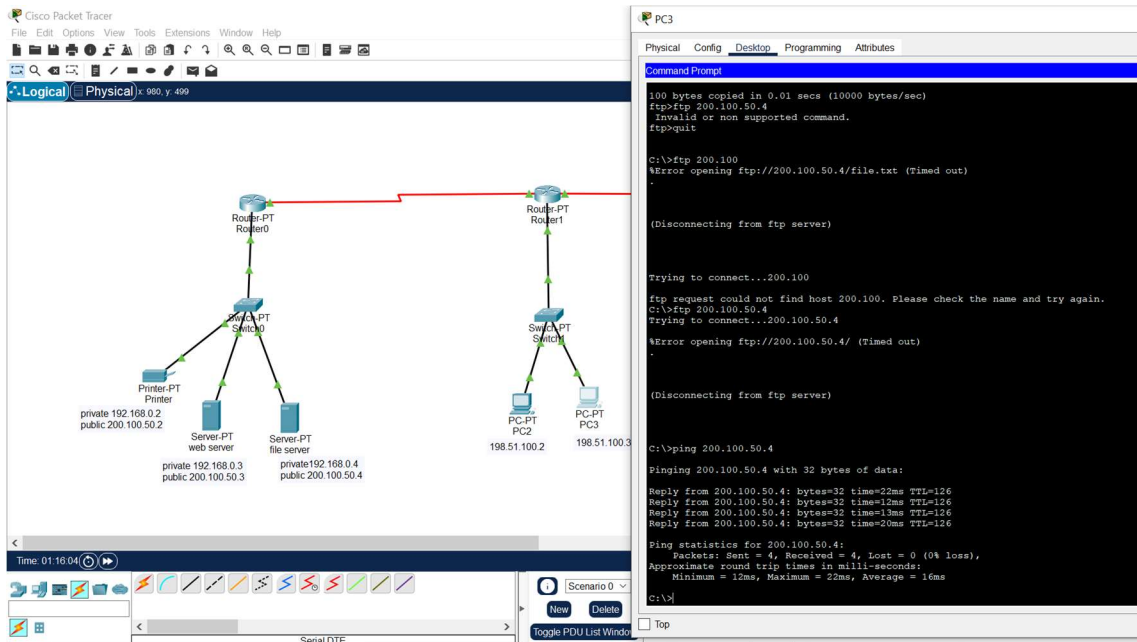 Cisco Packet Tracer
File Edit Options View Tools Extensions Window Help
Logical Physical x: 980, y: 499
Router-PT
Router0
Router-PT
Router1
Switch-PT
Switch0
Switch-PT
Switch1
Printer-PT
Printer
private 192.168.0.2
public 200.100.50.2
Server-PT
web server
private 192.168.0.3
public 200.100.50.3
Server-PT
file server
private192.168.0.4
public 200.100.50.4
PC-PT
PC2
198.51.100.2
PC-PT
PC3
198.51.100.3
Time: 01:16:04
Scenario 0
New Delete
Toggle PDU List Windo
Serial DTE
PC3
Physical Config Desktop Programming Attributes
Command Prompt
100 bytes copied in 0.01 secs (10000 bytes/sec)
ftp>ftp 200.100.50.4
Invalid or non supported command.
ftp>quit
C:\>ftp 200.100
%Error opening ftp://200.100.50.4/file.txt (Timed out)
.
(Disconnecting from ftp server)
Trying to connect...200.100
ftp request could not find host 200.100. Please check the name and try again.
C:\>ftp 200.100.50.4
Trying to connect...200.100.50.4
%Error opening ftp://200.100.50.4/ (Timed out)
.
(Disconnecting from ftp server)
C:\>ping 200.100.50.4
Pinging 200.100.50.4 with 32 bytes of data:
Reply from 200.100.50.4: bytes=32 time=22ms TTL=126
Reply from 200.100.50.4: bytes=32 time=12ms TTL=126
Reply from 200.100.50.4: bytes=32 time=13ms TTL=126
Reply from 200.100.50.4: bytes=32 time=20ms TTL=126
Ping statistics for 200.100.50.4:
Packets: Sent = 4, Received = 4, Lost = 0 (0% loss),
Approximate round trip times in milli-seconds:
Minimum = 12ms, Maximum = 22ms, Average = 16ms
C:\>
Top